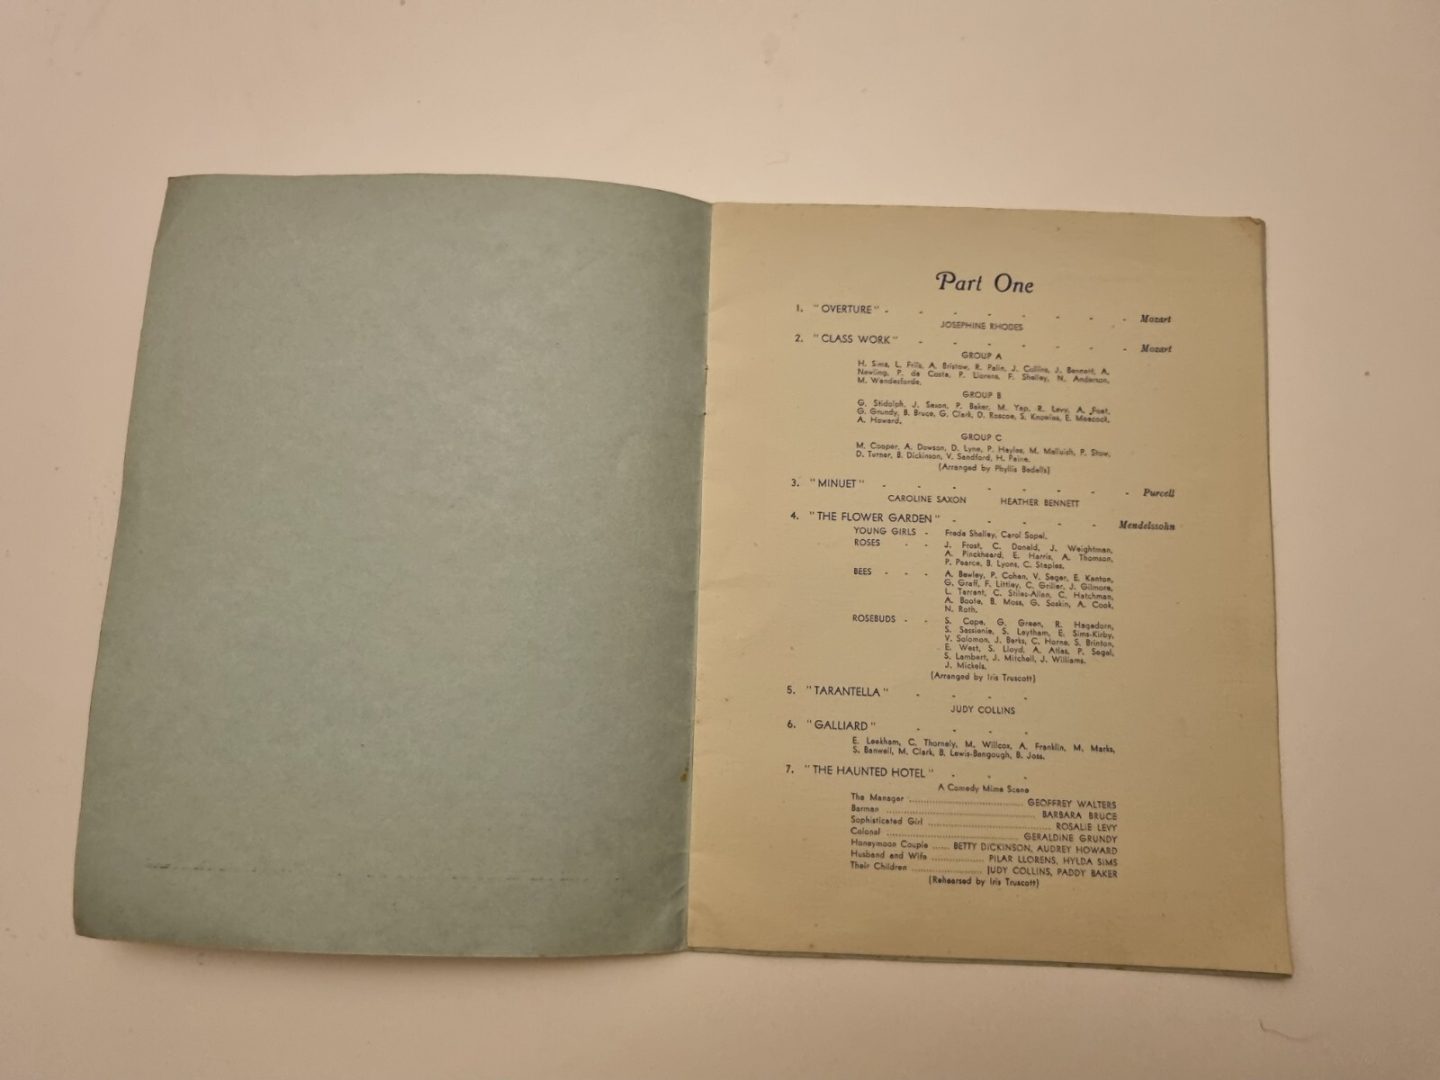 Part One
1. "OVERTURE" - - - - - - - - Mozart
JOSEPHINE RHODES
2. "CLASS WORK" - - - - - - - Mozart
GROUP A
H. Sims, L. Frils, A. Bristow, R. Palin, J. Collins, J. Bennett, A.
Newling, P. de Costa, P. Llorens, F. Shelley, N. Anderson,
M. Wandesforde.
GROUP B
G. Stidolph, J. Saxon, P. Baker, M. Yap, R. Levy, A. Foat,
G. Grundy, B. Bruce, G. Clark, D. Roscoe, S. Knowles, E. Meacock,
A. Howard.
GROUP C
M. Cooper, A. Dowson, D. Lyne, P. Hayles, M. Malluish, P. Stow,
D. Turner, B. Dickinson, V. Sandford, H. Paine.
(Arranged by Phyllis Bedells)
3. "MINUET" - - - - - - - - Purcell
CAROLINE SAXON HEATHER BENNETT
4. "THE FLOWER GARDEN" - - - - - Mendelssohn
YOUNG GIRLS - Freda Shelley, Carol Sopel.
ROSES - - J. Frost, C. Donald, J. Weightman,
A. Pinckheard, E. Harris, A. Thomson,
P. Pearce, B. Lyons, C. Staples.
BEES - - - A. Bewley, P. Cohen, V. Seger, E. Kenton,
G. Graff, F. Littley, C. Grilier, J. Gilmore,
L. Tarrant, C. Stiles-Allen, C. Hatchman,
A. Boote, B. Moss, G. Soskin, A. Cook,
N. Roth.
ROSEBUDS - - S. Cope, G. Green, R. Hagedorn,
S. Sassienie, S. Laytham, E. Sims-Kirby,
V. Solomon, J. Berks, C. Horne, S. Brinton,
E. West, S. Lloyd, A. Atlas, P. Segal,
S. Lambert, J. Mitchell, J. Williams.
J. Mickels.
(Arranged by Iris Truscott)
5. "TARANTELLA" - - - -
JUDY COLLINS
6. "GALLIARD" - - - -
E. Leekham, C. Thornely, M. Willcox, A. Franklin, M. Marks,
S. Banwell, M. Clark, B. Lewis-Bangough, B. Joss.
7. "THE HAUNTED HOTEL" - - -
A Comedy Mime Scene
The Manager ........ GEOFFREY WALTERS
Barman ........ BARBARA BRUCE
Sophisticated Girl ........ ROSALIE LEVY
Colonel ........ GERALDINE GRUNDY
Honeymoon Couple ...... BETTY DICKINSON, AUDREY HOWARD
Husband and Wife ........ PILAR LLORENS, HYLDA SIMS
Their Children ........ JUDY COLLINS, PADDY BAKER
(Rehearsed by Iris Truscott)